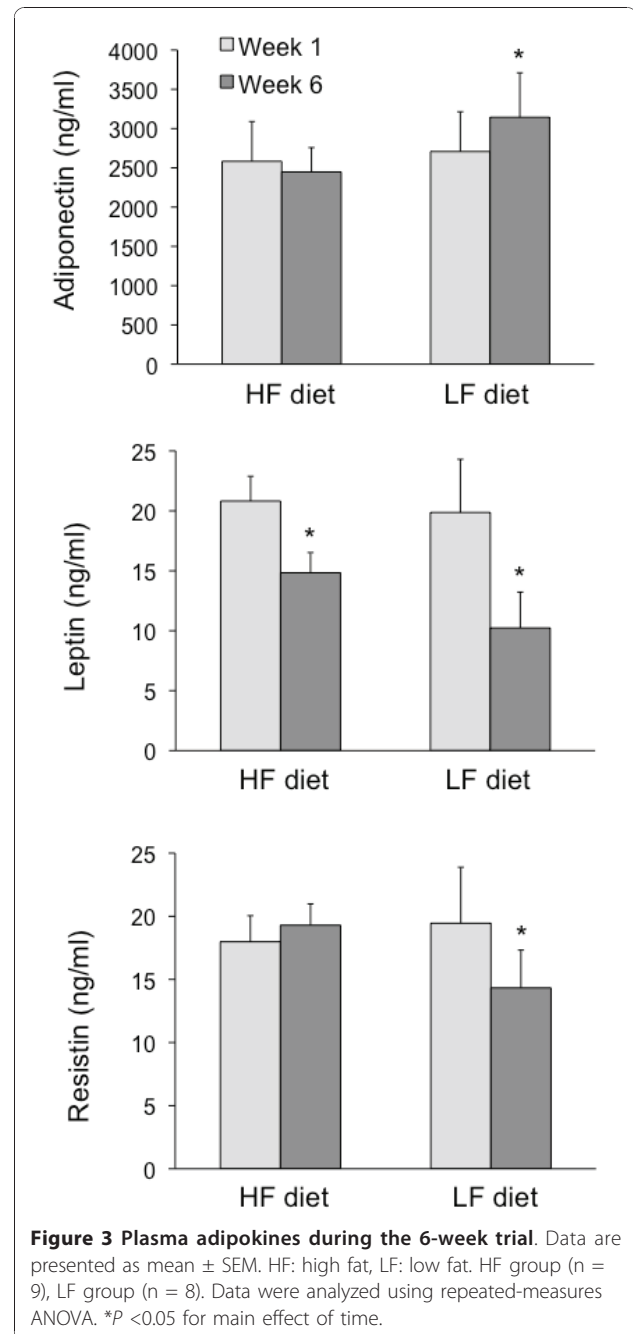 Week 1
Week 6
*
Adiponectin (ng/ml)
4000
3500
3000
2500
2000
1500
1000
500
0
HF diet
LF diet
Leptin (ng/ml)
25
20
15
10
5
0
*
*
HF diet
LF diet
Resistin (ng/ml)
25
20
15
10
5
0
*
HF diet
LF diet
Figure 3 Plasma adipokines during the 6-week trial. Data are
presented as mean ± SEM. HF: high fat, LF: low fat. HF group (n =
9), LF group (n = 8). Data were analyzed using repeated-measures
ANOVA. *P <0.05 for main effect of time.